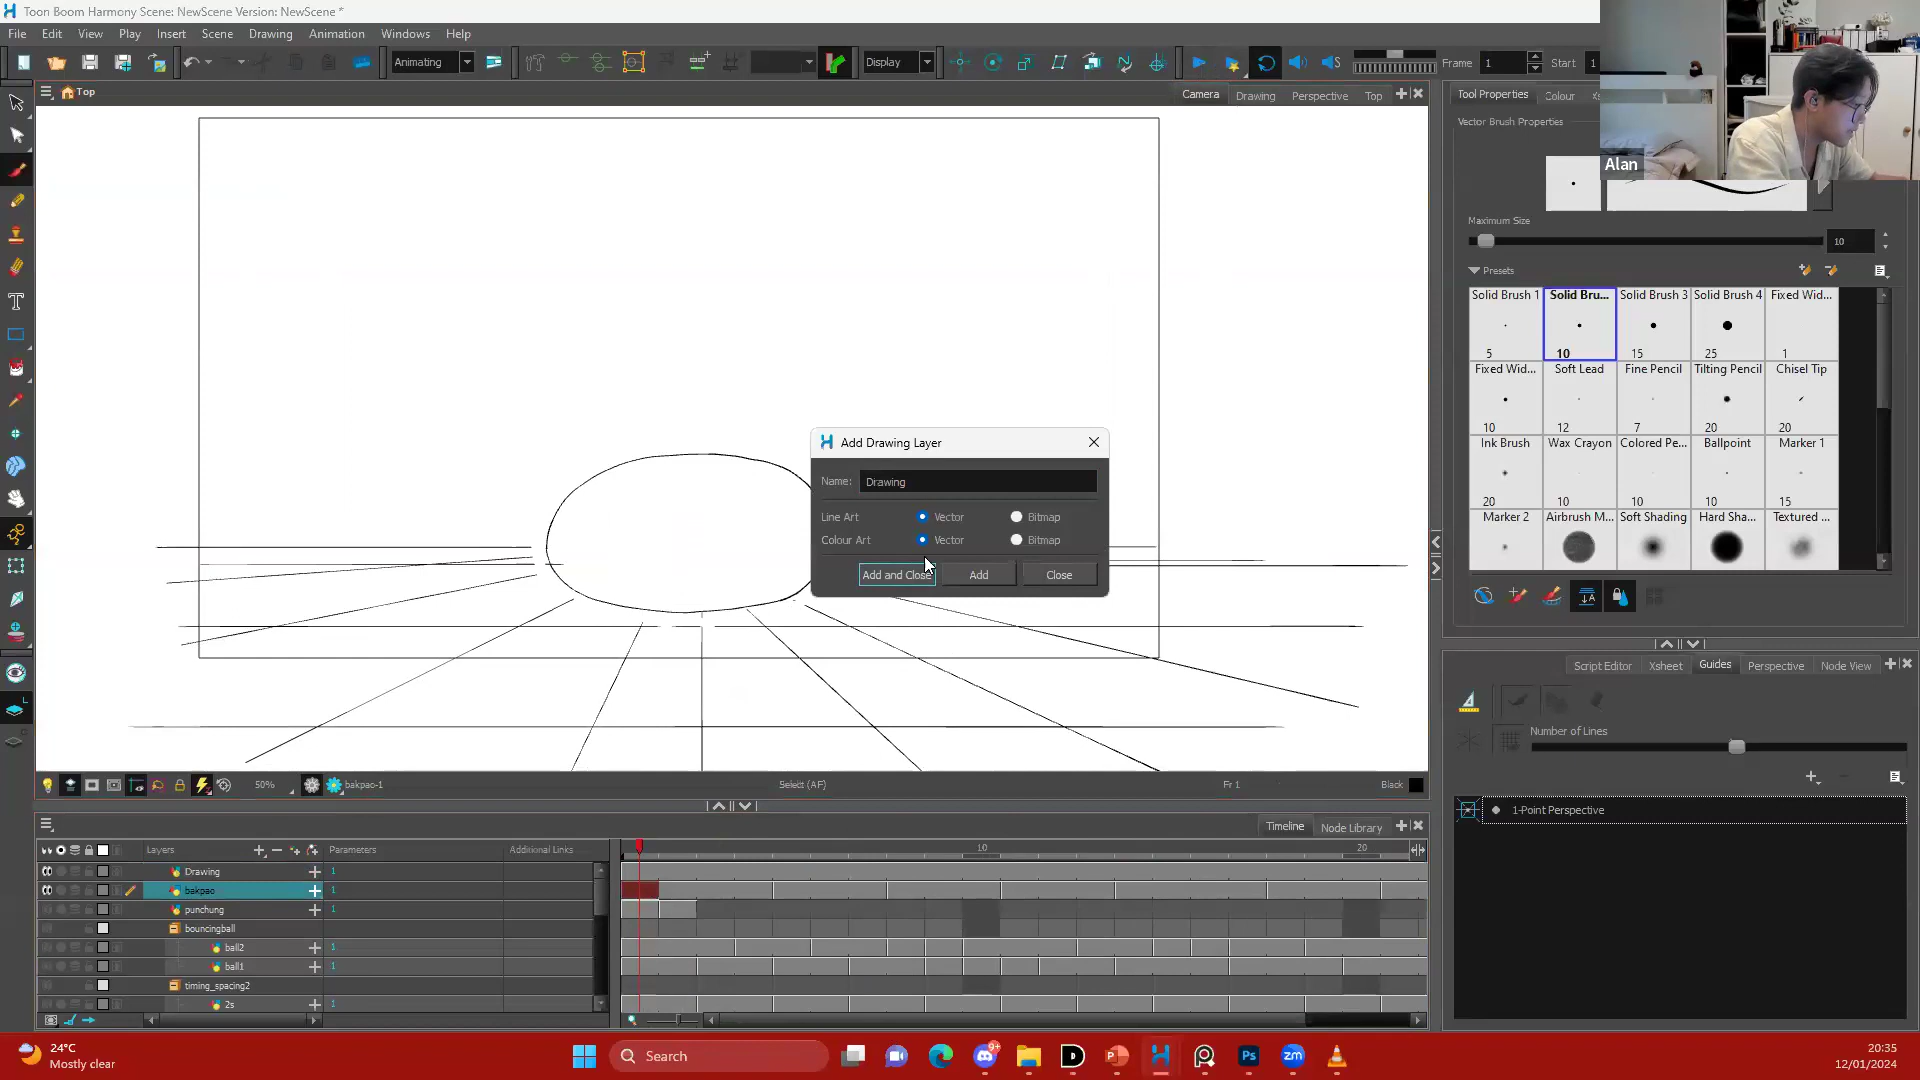 Toon Boom Harmony Scene: NewScene Version: NewScene *
File Edit View Play Insert Scene Drawing Animation Windows Help
Animating Display Frame 1 Start 1
Top Camera Drawing Perspective Top
Tool Properties Colour
Alan
Vector Brush Properties
Maximum Size
10
Presets
Solid Brush 1 Solid Bru... Solid Brush 3 Solid Brush 4 Fixed Wid...
5 10 15 25 1
Fixed Wid... Soft Lead Fine Pencil Tilting Pencil Chisel Tip
10 12 7 20 20
Ink Brush Wax Crayon Colored Pe... Ballpoint Marker 1
20 10 10 10 15
Marker 2 Airbrush M... Soft Shading Hard Sha... Textured ...
Add Drawing Layer
Name: Drawing
Line Art Vector Bitmap
Colour Art Vector Bitmap
Add and Close Add Close
Script Editor Xsheet Guides Perspective Node View
Number of Lines
1-Point Perspective
50% bakpao-1 Select (AF) Fr 1 Black
Timeline Node Library
Layers Parameters Additional Links 10 20
Drawing 1
bakpao 1
punchung 1
bouncingball
ball2 1
ball1 1
timing_spacing2
2s 1
24°C
Mostly clear
Search
9+
20:35
12/01/2024